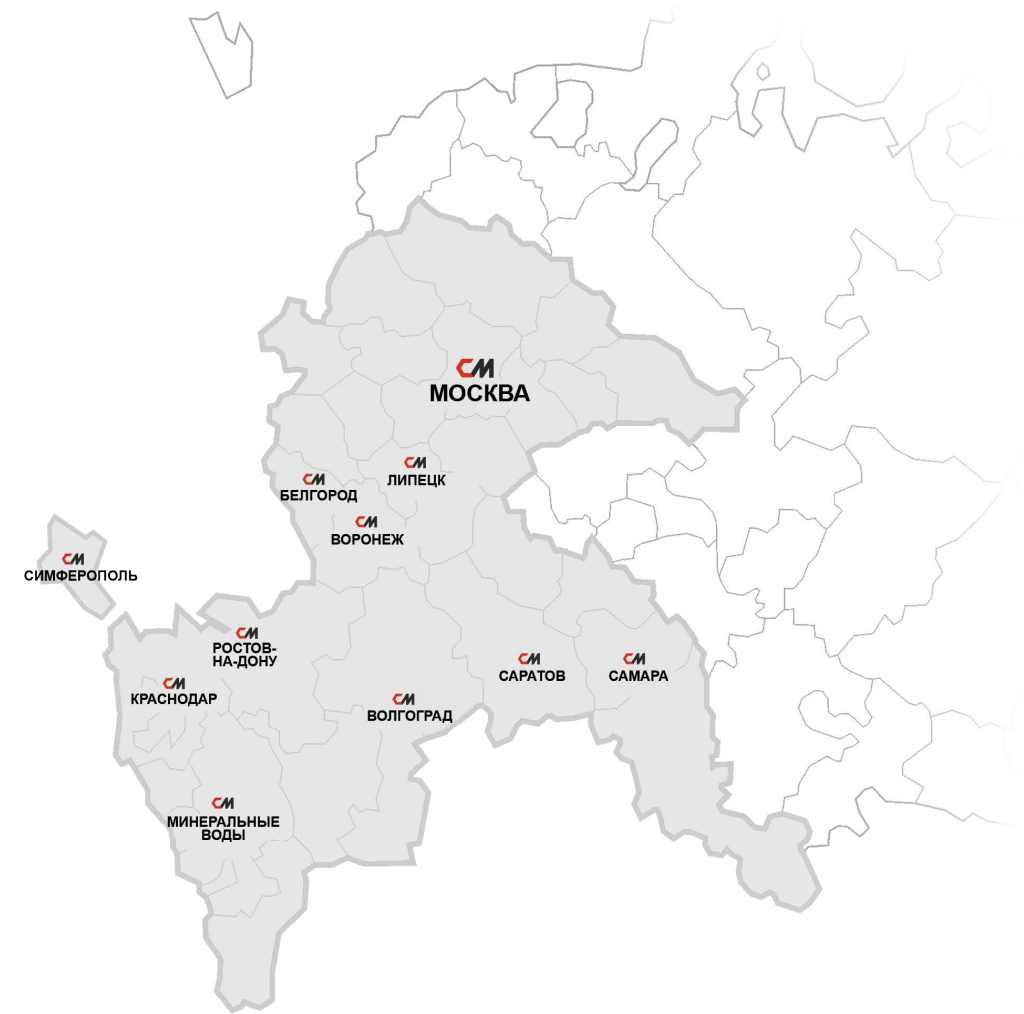 СМ
МОСКВА
СМ
ЛИПЕЦК
СМ
БЕЛГОРОД
СМ
ВОРОНЕЖ
СМ
СИМФЕРОПОЛЬ
СМ
РОСТОВ-
НА-ДОНУ
СМ
САРАТОВ
СМ
САМАРА
СМ
КРАСНОДАР
СМ
ВОЛГОГРАД
СМ
МИНЕРАЛЬНЫЕ
ВОДЫ